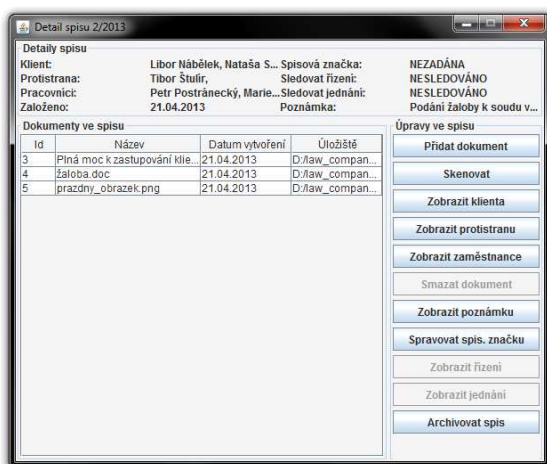 Detail spisu 2/2013
Detaily spisu
Klient: Libor Nábělek, Nataša S... Spisová značka: NEZADÁNA
Protistrana: Tibor Štulír, Sledovat řízení: NESLEDOVÁNO
Pracovníci: Petr Postránecký, Marie... Sledovat jednání: NESLEDOVÁNO
Založeno: 21.04.2013 Poznámka: Podání žaloby k soudu v...
Dokumenty ve spisu
Id Název Datum vytvoření Úložiště
3 Plná moc k zastupování klie... 21.04.2013 D:/law_compan...
4 žaloba.doc 21.04.2013 D:/law_compan...
5 prazdny_obrazek.png 21.04.2013 D:/law_compan...
Úpravy ve spisu
Přidat dokument
Skenovat
Zobrazit klienta
Zobrazit protistranu
Zobrazit zaměstnance
Smazat dokument
Zobrazit poznámku
Spravovat spis. značku
Zobrazit řízení
Zobrazit jednání
Archivovat spis